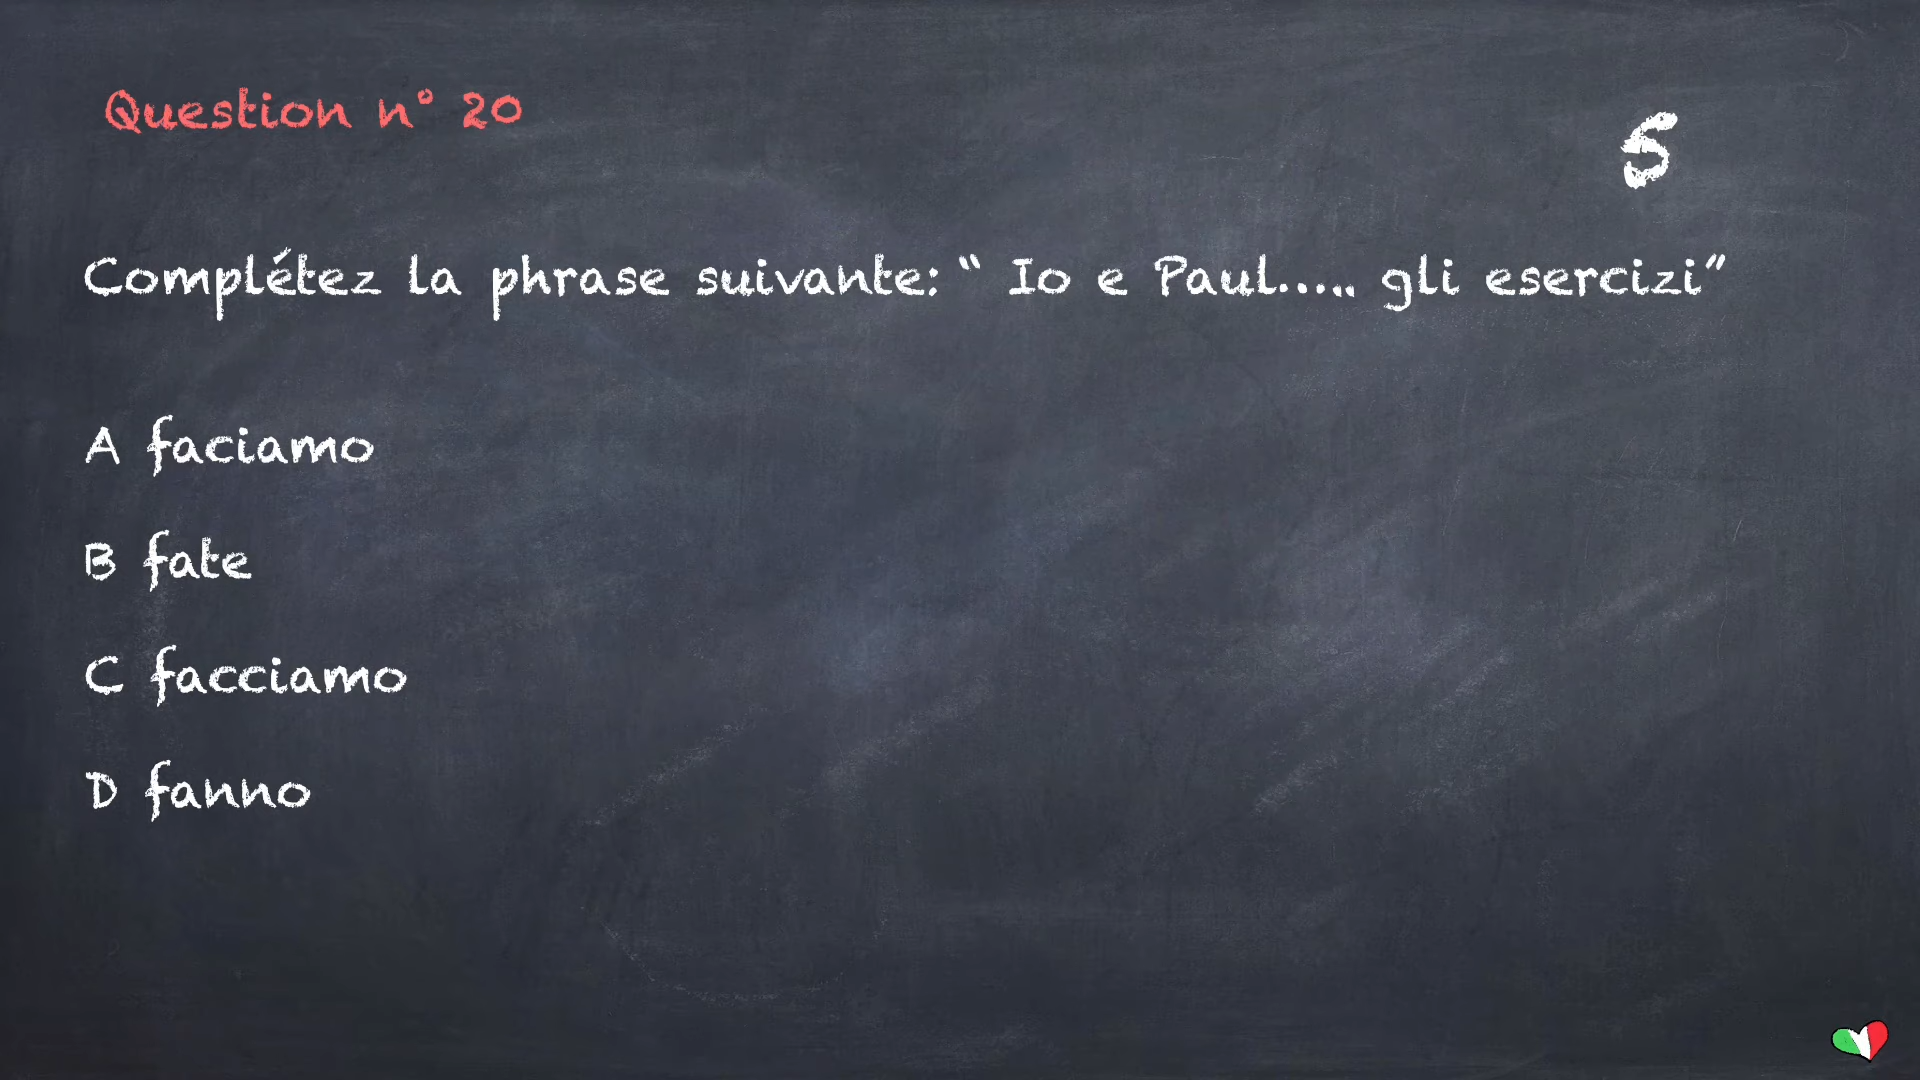 Question n° 20
5
Complétez la phrase suivante: “ Io e Paul..... gli esercizi”
A faciamo
B fate
C facciamo
D fanno